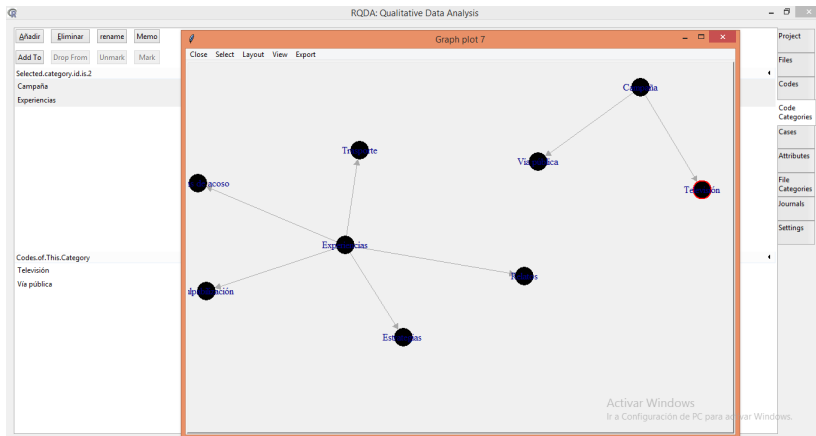 RQDA: Qualitative Data Analysis
Añadir Eliminar rename Memo
Add To Drop From Unmark Mark
Selected.category.id.is.2
Campaña
Experiencias
Codes.of.This.Category
Televisión
Vía pública
Graph plot 7
Close Select Layout View Export
Project
Files
Codes
Code
Categories
Cases
Attributes
File
Categories
Journals
Settings
Activar Windows
Ir a Configuración de PC para activar Windows.